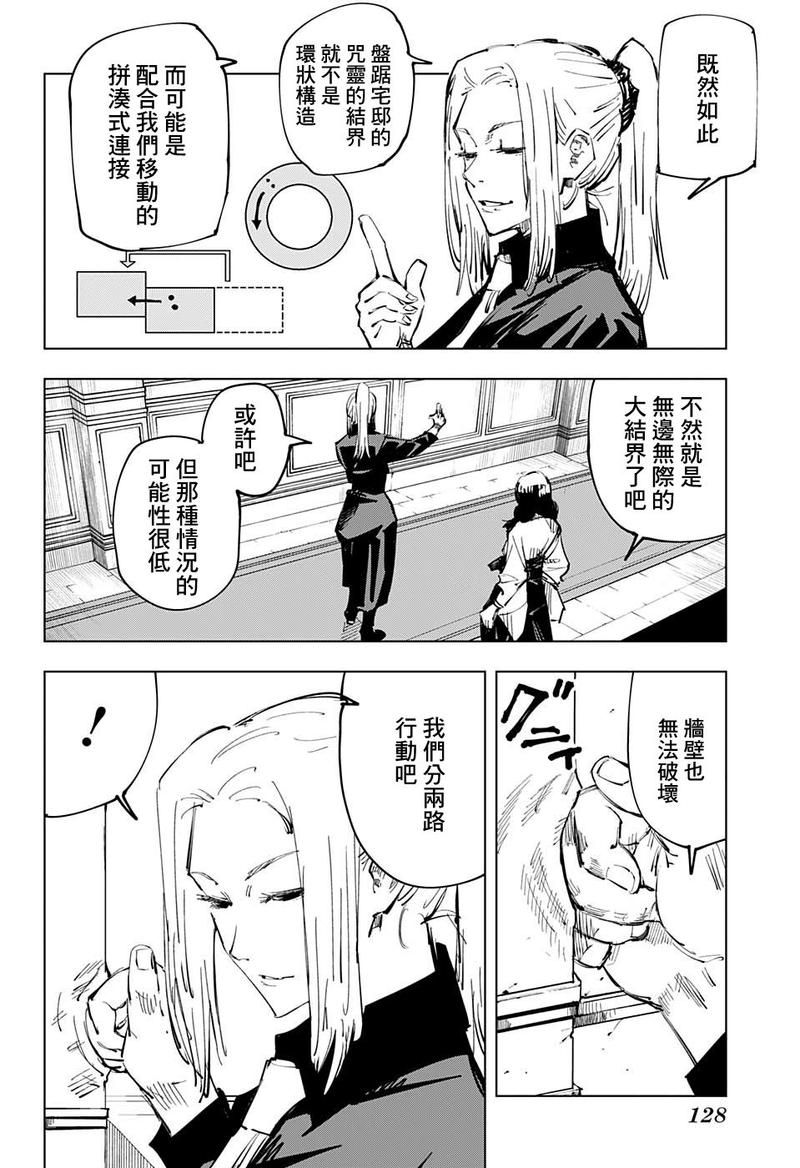 既然如此
盤踞宅邸的
咒靈的結界
就不是
環狀構造
而可能是
配合我們移動的
拼湊式連接
不然就是
無邊無際的
大結界了吧
或許吧
但那種情況的
可能性很低
牆壁也
無法破壞
グニィ
我們分兩路
行動吧
！
128